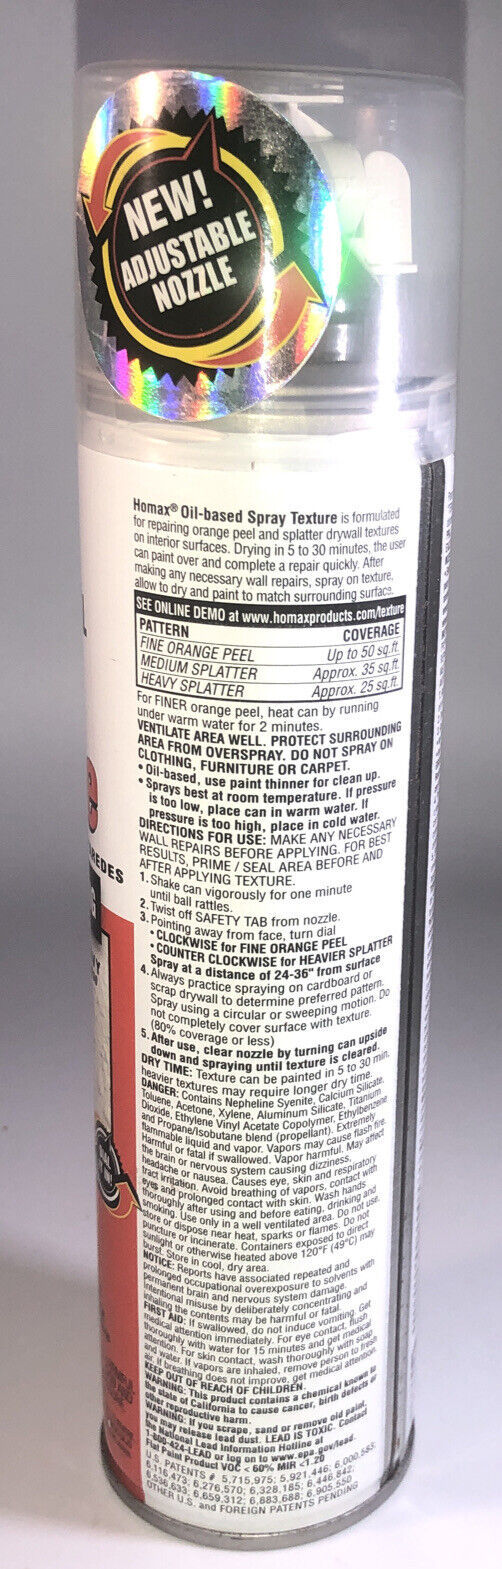 NEW!
ADJUSTABLE
NOZZLE
Homax® Oil-based Spray Texture is formulated
for repairing orange peel and splatter drywall textures
on interior surfaces. Drying in 5 to 30 minutes, the user
can paint over and complete a repair quickly. After
making any necessary wall repairs, spray on texture,
allow to dry and paint to match surrounding surface.
SEE ONLINE DEMO at www.homaxproducts.com/texture
PATTERN COVERAGE
FINE ORANGE PEEL Up to 50 sq.ft.
MEDIUM SPLATTER Approx. 35 sq.ft.
HEAVY SPLATTER Approx. 25 sq.ft.
For FINER orange peel, heat can by running
under warm water for 2 minutes.
VENTILATE AREA WELL. PROTECT SURROUNDING
AREA FROM OVERSPRAY. DO NOT SPRAY ON
CLOTHING, FURNITURE OR CARPET.
• Oil-based, use paint thinner for clean up.
• Sprays best at room temperature. If pressure
is too low, place can in warm water. If
pressure is too high, place in cold water.
DIRECTIONS FOR USE: MAKE ANY NECESSARY
WALL REPAIRS BEFORE APPLYING. FOR BEST
RESULTS, PRIME / SEAL AREA BEFORE AND
AFTER APPLYING TEXTURE.
1. Shake can vigorously for one minute
until ball rattles.
2. Twist off SAFETY TAB from nozzle.
3. Pointing away from face, turn dial
• CLOCKWISE for FINE ORANGE PEEL
• COUNTER CLOCKWISE for HEAVIER SPLATTER
Spray at a distance of 24-36" from surface
4. Always practice spraying on cardboard or
scrap drywall to determine preferred pattern.
Spray using a circular or sweeping motion. Do
not completely cover surface with texture.
(80% coverage or less)
5. After use, clear nozzle by turning can upside
down and spraying until texture is cleared.
DRY TIME: Texture can be painted in 5 to 30 min.
heavier textures may require longer dry time.
DANGER: Contains Nepheline Syenite, Calcium Silicate,
Toluene, Acetone, Xylene, Aluminum Silicate, Titanium
Dioxide, Ethylene Vinyl Acetate Copolymer, Ethylbenzene
and Propane/Isobutane blend (propellant). Extremely
flammable liquid and vapor. Vapors may cause flash fire.
Harmful or fatal if swallowed. Vapor harmful. May affect
the brain or nervous system causing dizziness,
headache or nausea. Causes eye, skin and respiratory
tract irritation. Avoid breathing of vapors, contact with
eyes and prolonged contact with skin. Wash hands
thoroughly after using and before eating, drinking and
smoking. Use only in a well ventilated area. Do not use,
store or dispose near heat, sparks or flames. Do not
puncture or incinerate. Containers exposed to direct
sunlight or otherwise heated above 120°F (49°C) may
burst. Store in cool, dry area.
NOTICE: Reports have associated repeated and
prolonged occupational overexposure to solvents with
permanent brain and nervous system damage.
Intentional misuse by deliberately concentrating and
inhaling the contents may be harmful or fatal.
FIRST AID: If swallowed, do not induce vomiting. Get
medical attention immediately. For eye contact, flush
thoroughly with water for 15 minutes and get medical
attention. For skin contact, wash thoroughly with soap
and water. If vapors are inhaled, remove person to fresh
air. If breathing does not improve, get medical attention.
KEEP OUT OF REACH OF CHILDREN.
WARNING: This product contains a chemical known to
the state of California to cause cancer, birth defects or
other reproductive harm.
WARNING: If you scrape, sand or remove old paint,
you may release lead dust. LEAD IS TOXIC. Contact
the National Lead Information Hotline at
1-800-424-LEAD or log on to www.epa.gov/lead.
Flat Paint Product VOC < 60% MIR <1.20
U.S. PATENTS # 5,715,975; 5,921,446; 6,000,583;
6,116,473; 6,276,570; 6,328,185; 6,446,842;
6,536,633; 6,659,312; 6,883,688; 6,905,550
OTHER U.S. and FOREIGN PATENTS PENDING